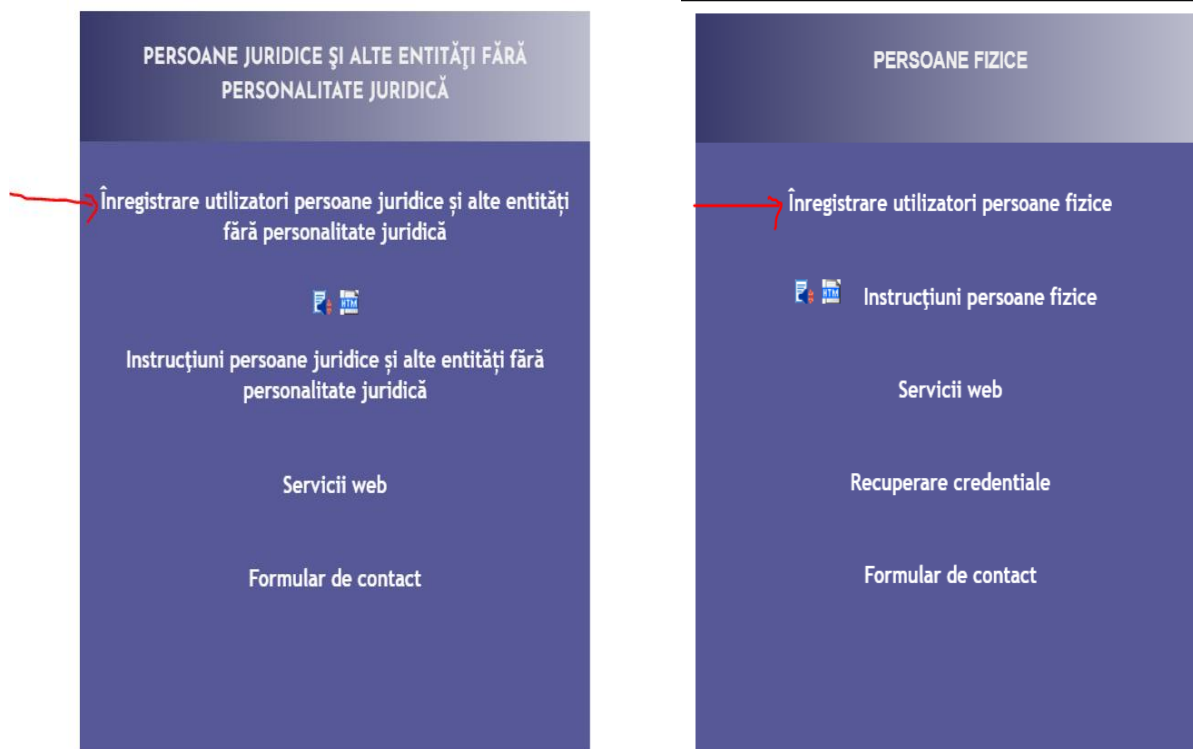 PERSOANE JURIDICE ŞI ALTE ENTITĂŢI FĂRĂ
PERSONALITATE JURIDICĂ
Înregistrare utilizatori persoane juridice și alte entități
fără personalitate juridică
HTM
Instrucţiuni persoane juridice și alte entități fără
personalitate juridică
Servicii web
Formular de contact
PERSOANE FIZICE
Înregistrare utilizatori persoane fizice
HTM Instrucţiuni persoane fizice
Servicii web
Recuperare credentiale
Formular de contact